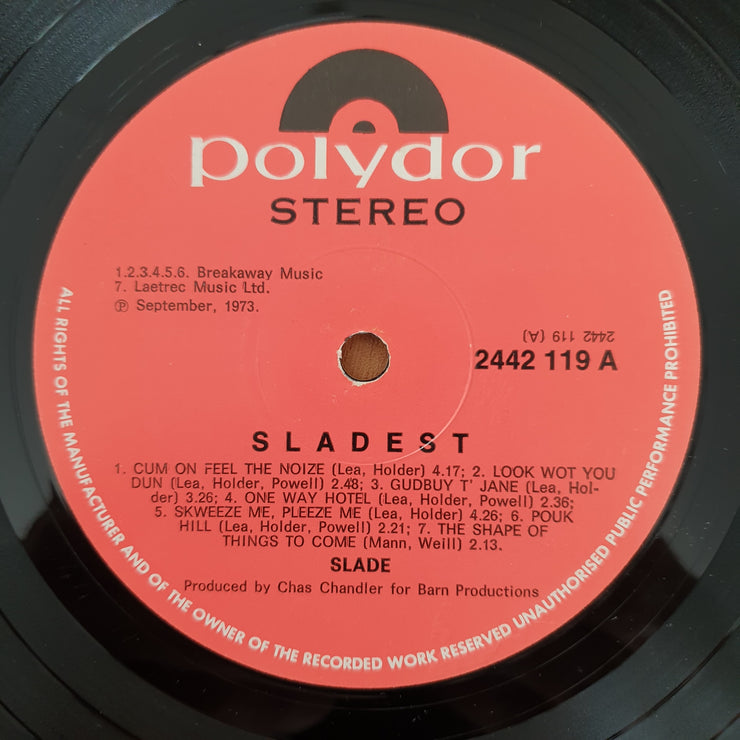 polydor
STEREO
1.2.3.4.5.6. Breakaway Music
7. Laetrec Music Ltd.
℗ September, 1973.
2442 119 (A)
2442 119 A
SLADEST
1. CUM ON FEEL THE NOIZE (Lea, Holder) 4.17; 2. LOOK WOT YOU
DUN (Lea, Holder, Powell) 2.48; 3. GUDBUY T' JANE (Lea, Hol-
der) 3.26; 4. ONE WAY HOTEL (Lea, Holder, Powell) 2.36;
5. SKWEEZE ME, PLEEZE ME (Lea, Holder) 4.26; 6. POUK
HILL (Lea, Holder, Powell) 2.21; 7. THE SHAPE OF
THINGS TO COME (Mann, Weill) 2.13.
SLADE
Produced by Chas Chandler for Barn Productions
ALL RIGHTS OF THE MANUFACTURER AND OF THE OWNER OF THE RECORDED WORK RESERVED UNAUTHORISED PUBLIC PERFORMANCE PROHIBITED